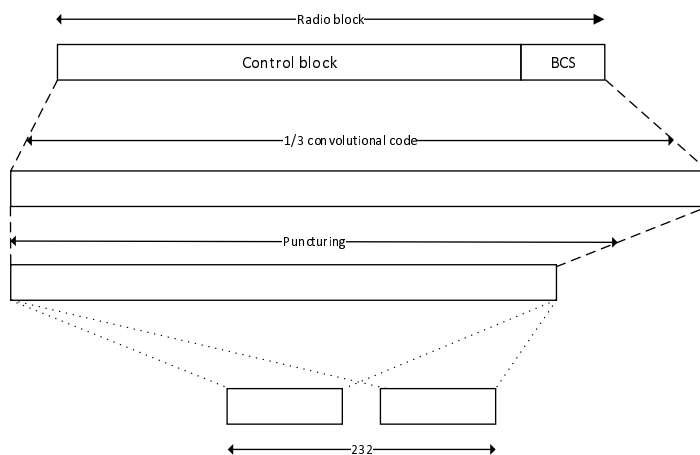 Radio block
Control block
BCS
1/3 convolutional code
Puncturing
232